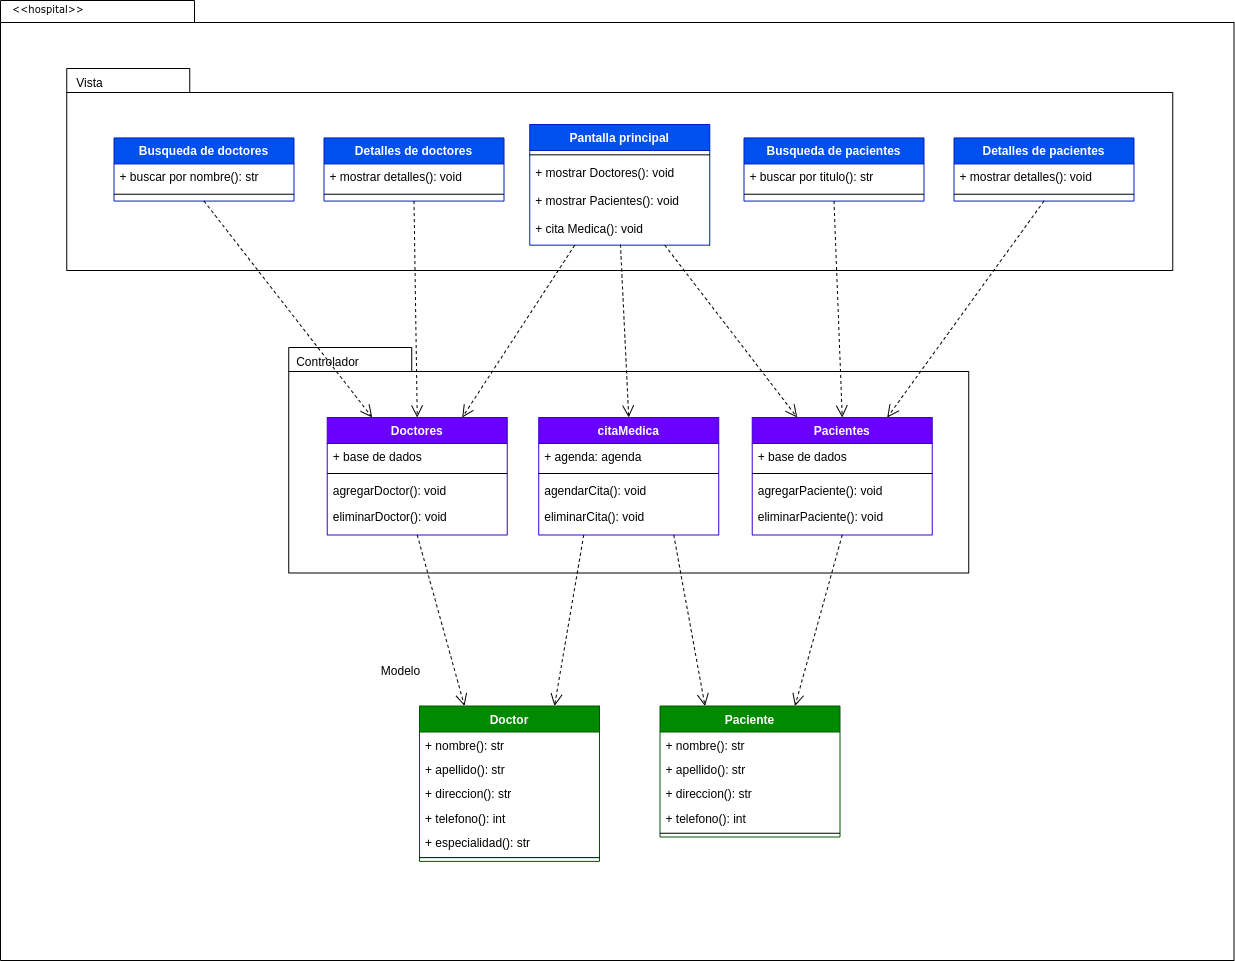 <<hospital>>
Vista
Busqueda de doctores
+ buscar por nombre(): str
Detalles de doctores
+ mostrar detalles(): void
Pantalla principal
+ mostrar Doctores(): void
+ mostrar Pacientes(): void
+ cita Medica(): void
Busqueda de pacientes
+ buscar por titulo(): str
Detalles de pacientes
+ mostrar detalles(): void
Controlador
Doctores
+ base de dados
agregarDoctor(): void
eliminarDoctor(): void
citaMedica
+ agenda: agenda
agendarCita(): void
eliminarCita(): void
Pacientes
+ base de dados
agregarPaciente(): void
eliminarPaciente(): void
Modelo
Doctor
+ nombre(): str
+ apellido(): str
+ direccion(): str
+ telefono(): int
+ especialidad(): str
Paciente
+ nombre(): str
+ apellido(): str
+ direccion(): str
+ telefono(): int